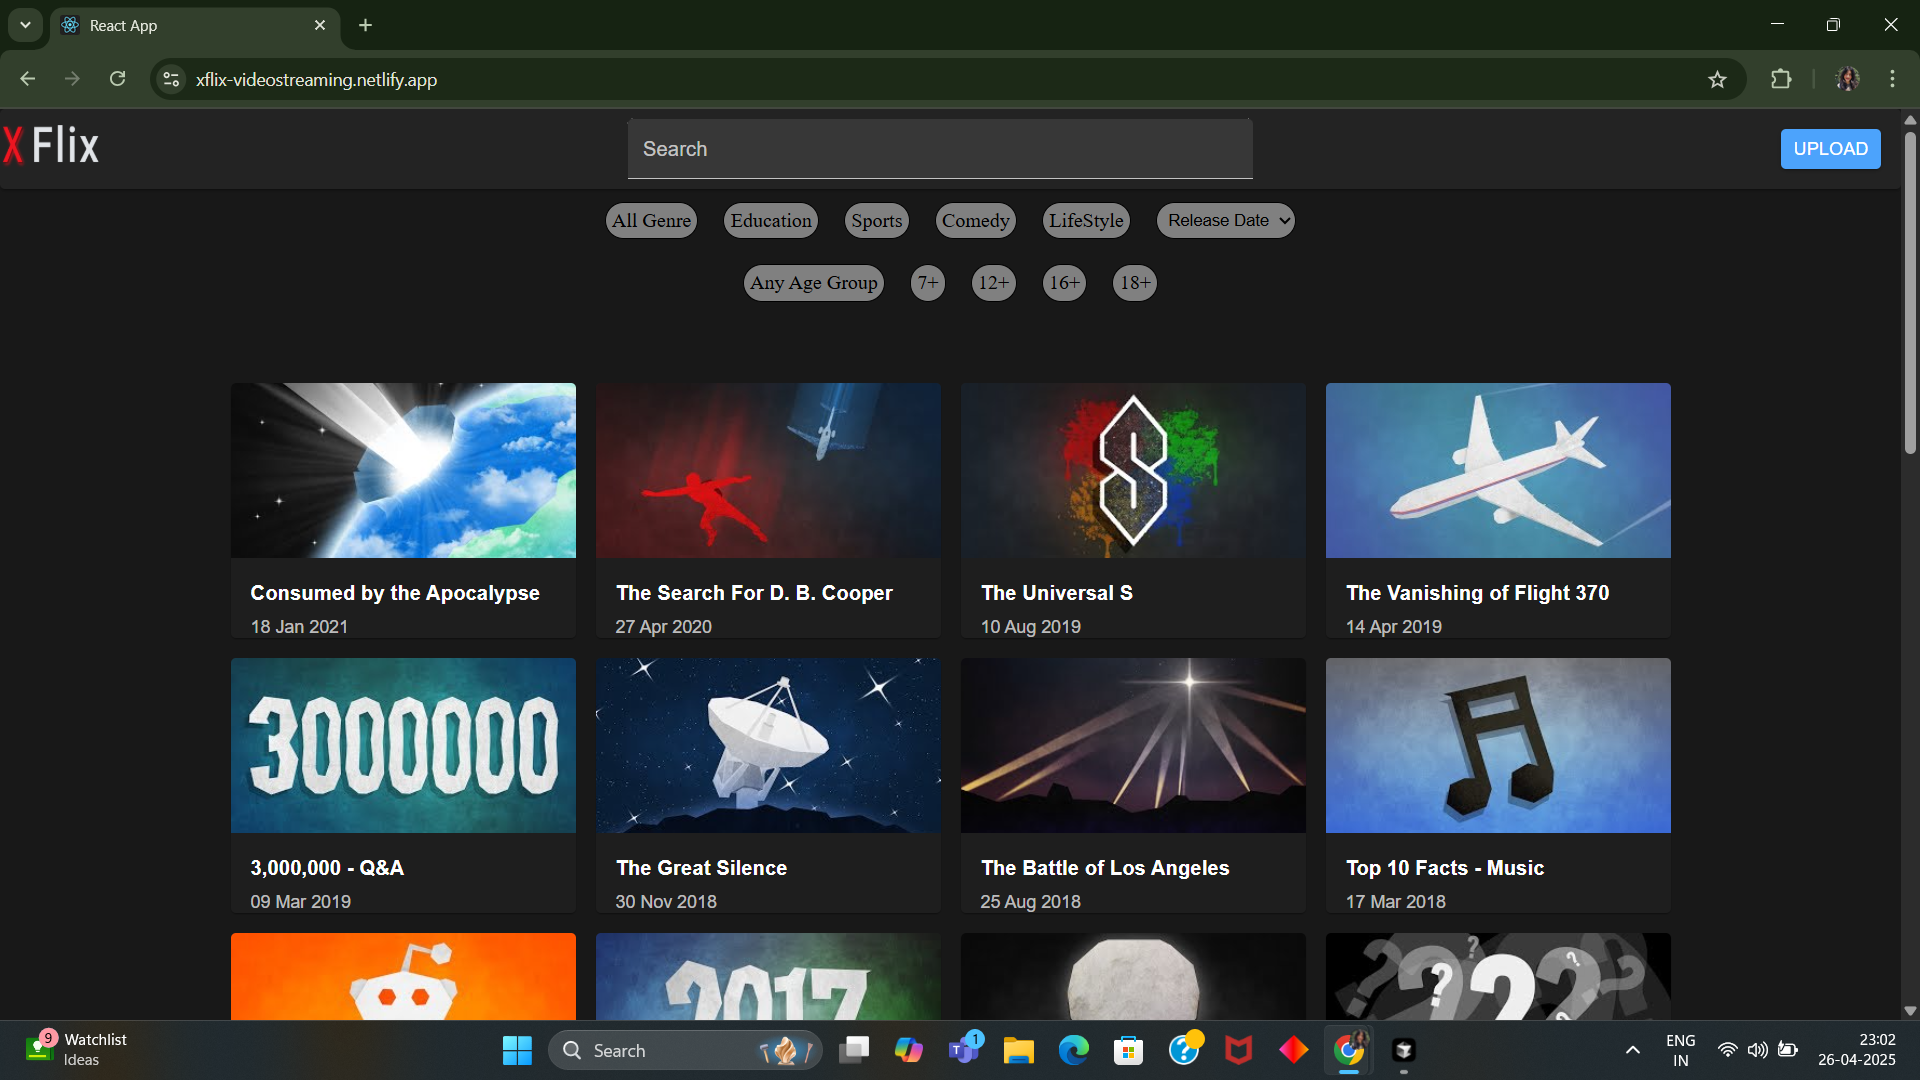 React App
xflix-videostreaming.netlify.app
X Flix
Search
UPLOAD
All Genre Education Sports Comedy LifeStyle Release Date
Any Age Group 7+ 12+ 16+ 18+
Consumed by the Apocalypse
18 Jan 2021
The Search For D. B. Cooper
27 Apr 2020
The Universal S
10 Aug 2019
The Vanishing of Flight 370
14 Apr 2019
3000000
3,000,000 - Q&A
09 Mar 2019
The Great Silence
30 Nov 2018
The Battle of Los Angeles
25 Aug 2018
Top 10 Facts - Music
17 Mar 2018
2017
? ? ? ? ? ? ? ?
9
Watchlist
Ideas
Search
1
ENG
IN
23:02
26-04-2025